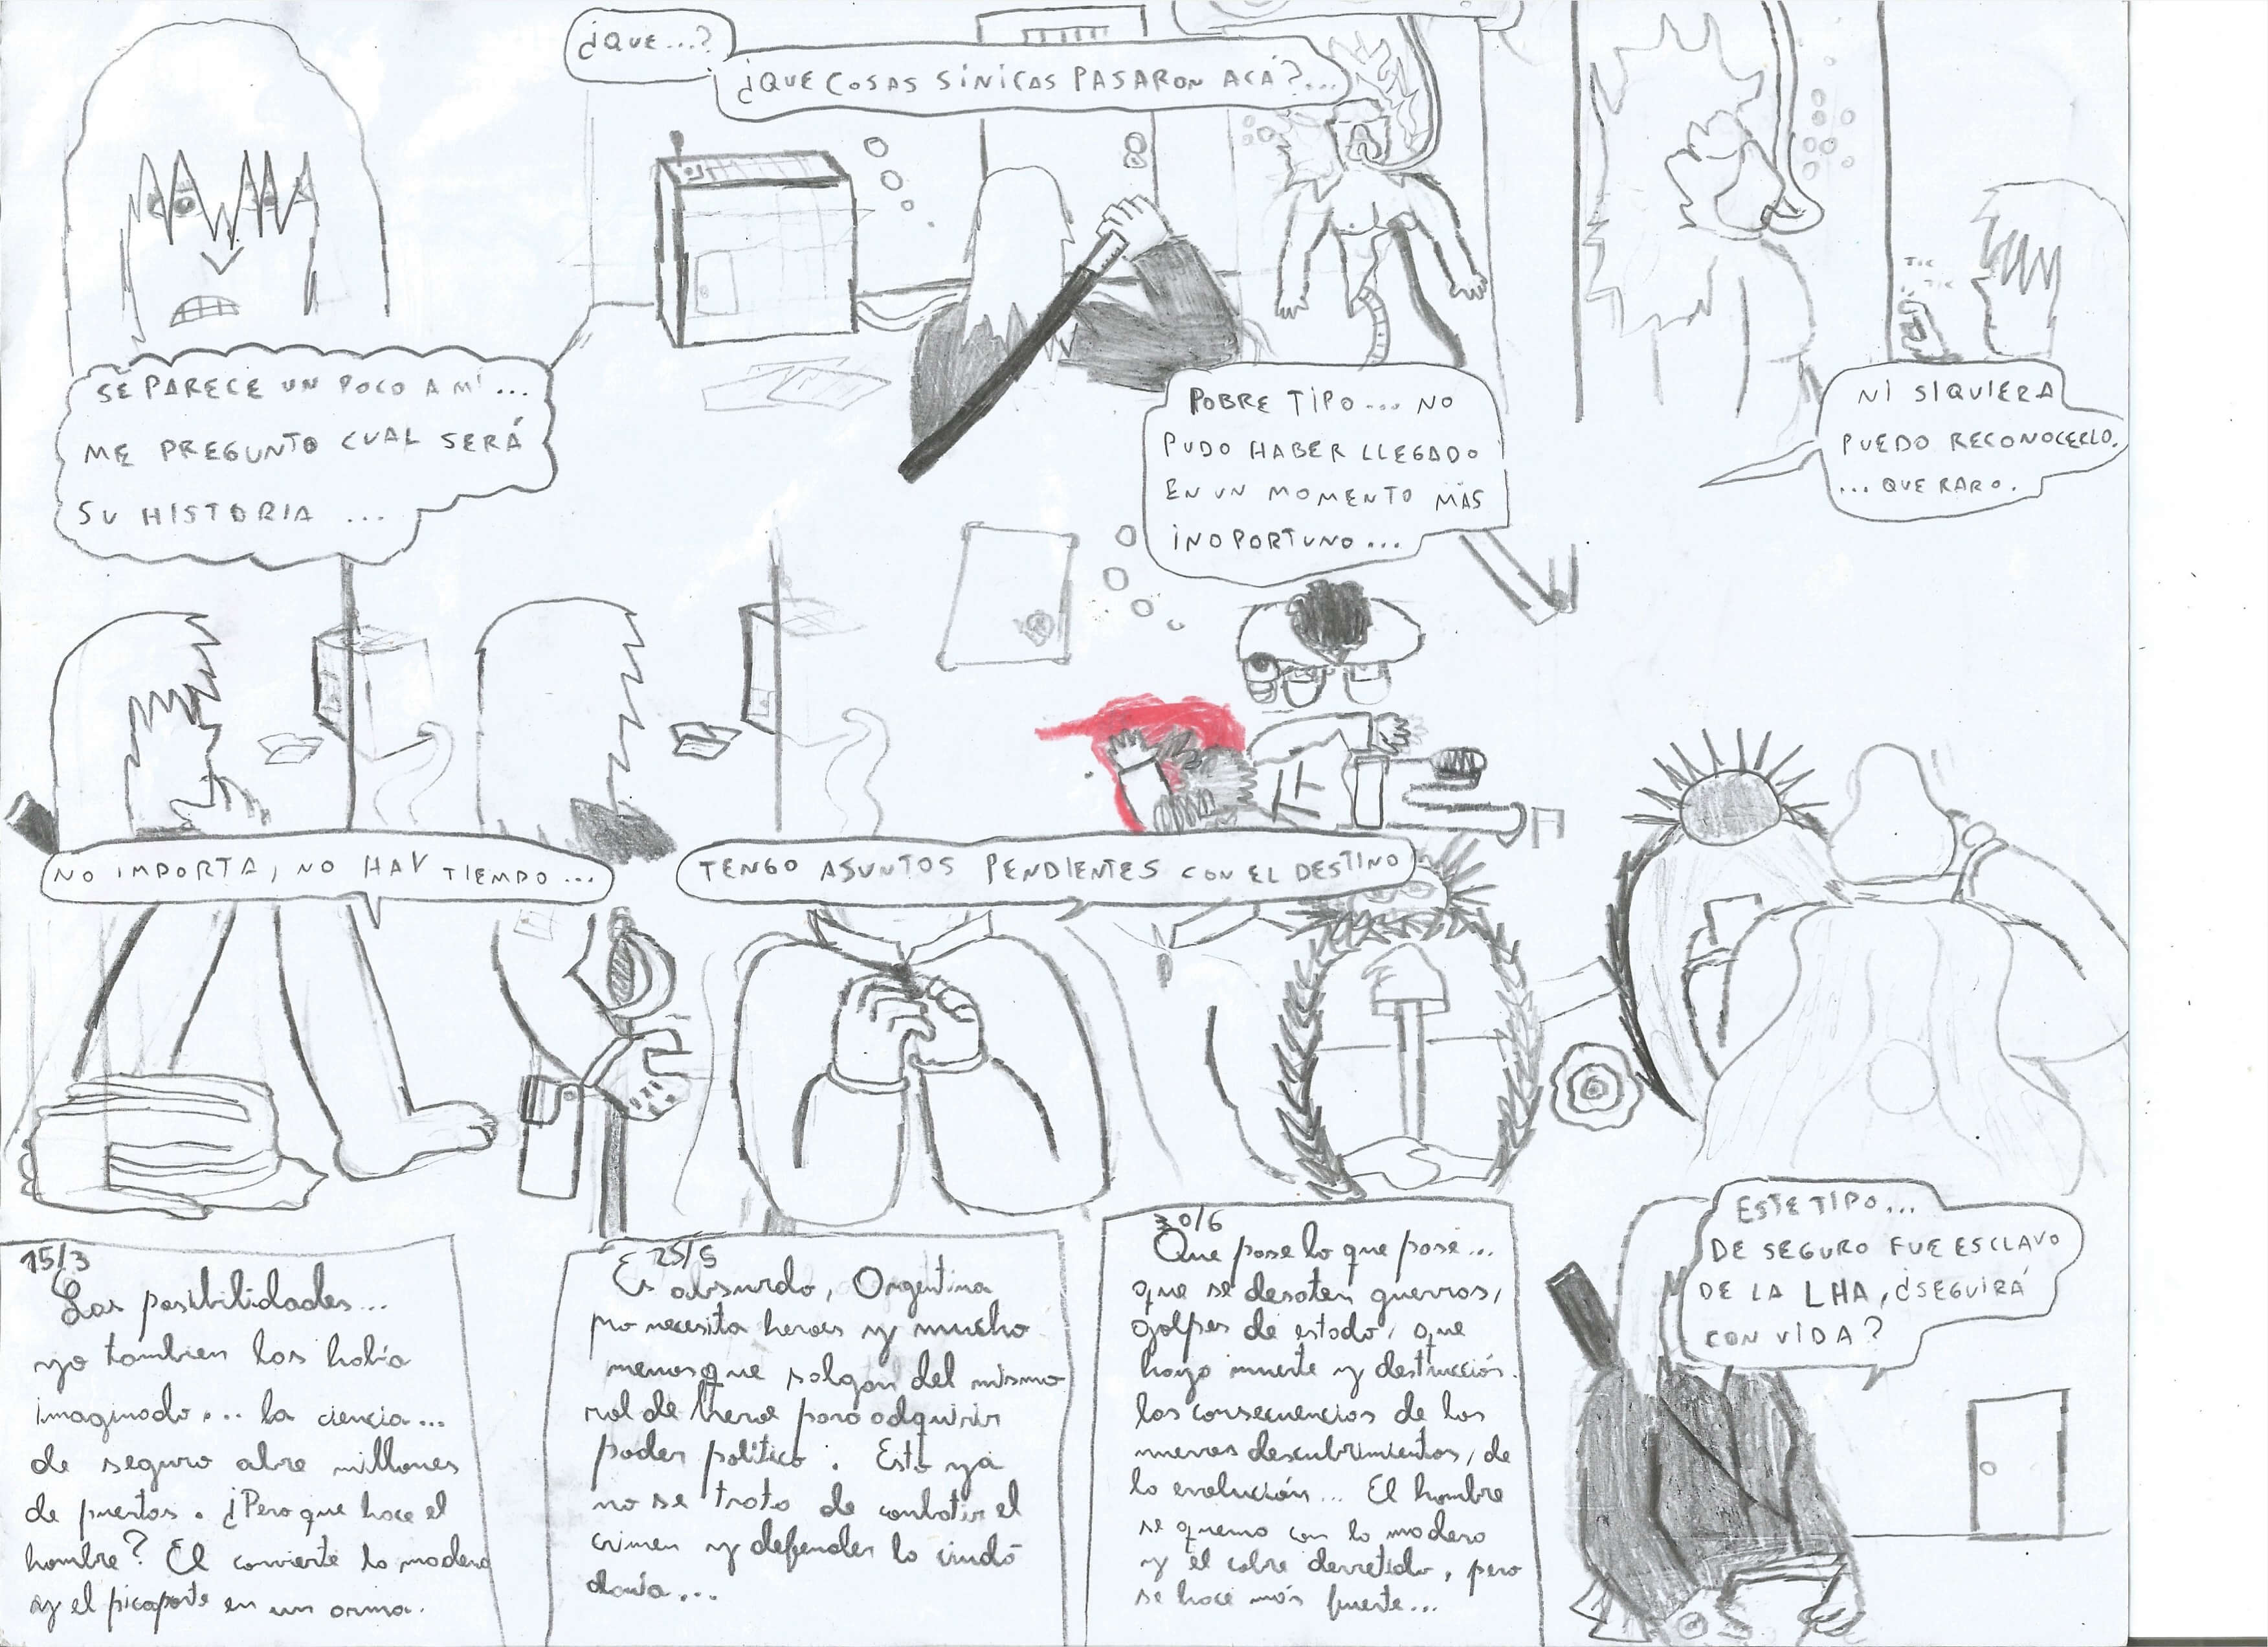 ¿QUE...?
¿QUE COSAS SINICAS PASARON ACÁ?...
SE PARECE UN POCO A MI...
ME PREGUNTO CUAL SERÁ
SU HISTORIA ...
POBRE TIPO... NO
PUDO HABER LLEGADO
EN UN MOMENTO MAS
INOPORTUNO...
TIC
TIC
NI SIQUIERA
PUEDO RECONOCERLO.
... QUE RARO.
NO IMPORTA, NO HAY TIEMPO...
TENGO ASUNTOS PENDIENTES CON EL DESTINO
15/3
Las posibilidades...
yo tambien las había
imaginado... la ciencia...
de seguro abre millones
de puertas. ¿Pero que hace el
hombre? El convierte la madera
y el picaporte en un arma.
25/5
Es absurdo, Argentina
no necesita heroes y mucho
menos que salgan del mismo
rol de heroe para adquirir
poder político. Esto ya
no se trata de combatir el
crimen y defender la ciuda
danía...
30/6
Que pase lo que pase...
que se desaten guerras,
golpes de estado, que
haya muerte y destrucción.
las consecuencias de los
nuevos descubrimientos, de
la evolución... El hombre
se quema con la madera
y el cobre derretido, pero
se hace más fuerte...
ESTE TIPO...
DE SEGURO FUE ESCLAVO
DE LA LHA, ¿SEGUIRÁ
CON VIDA?